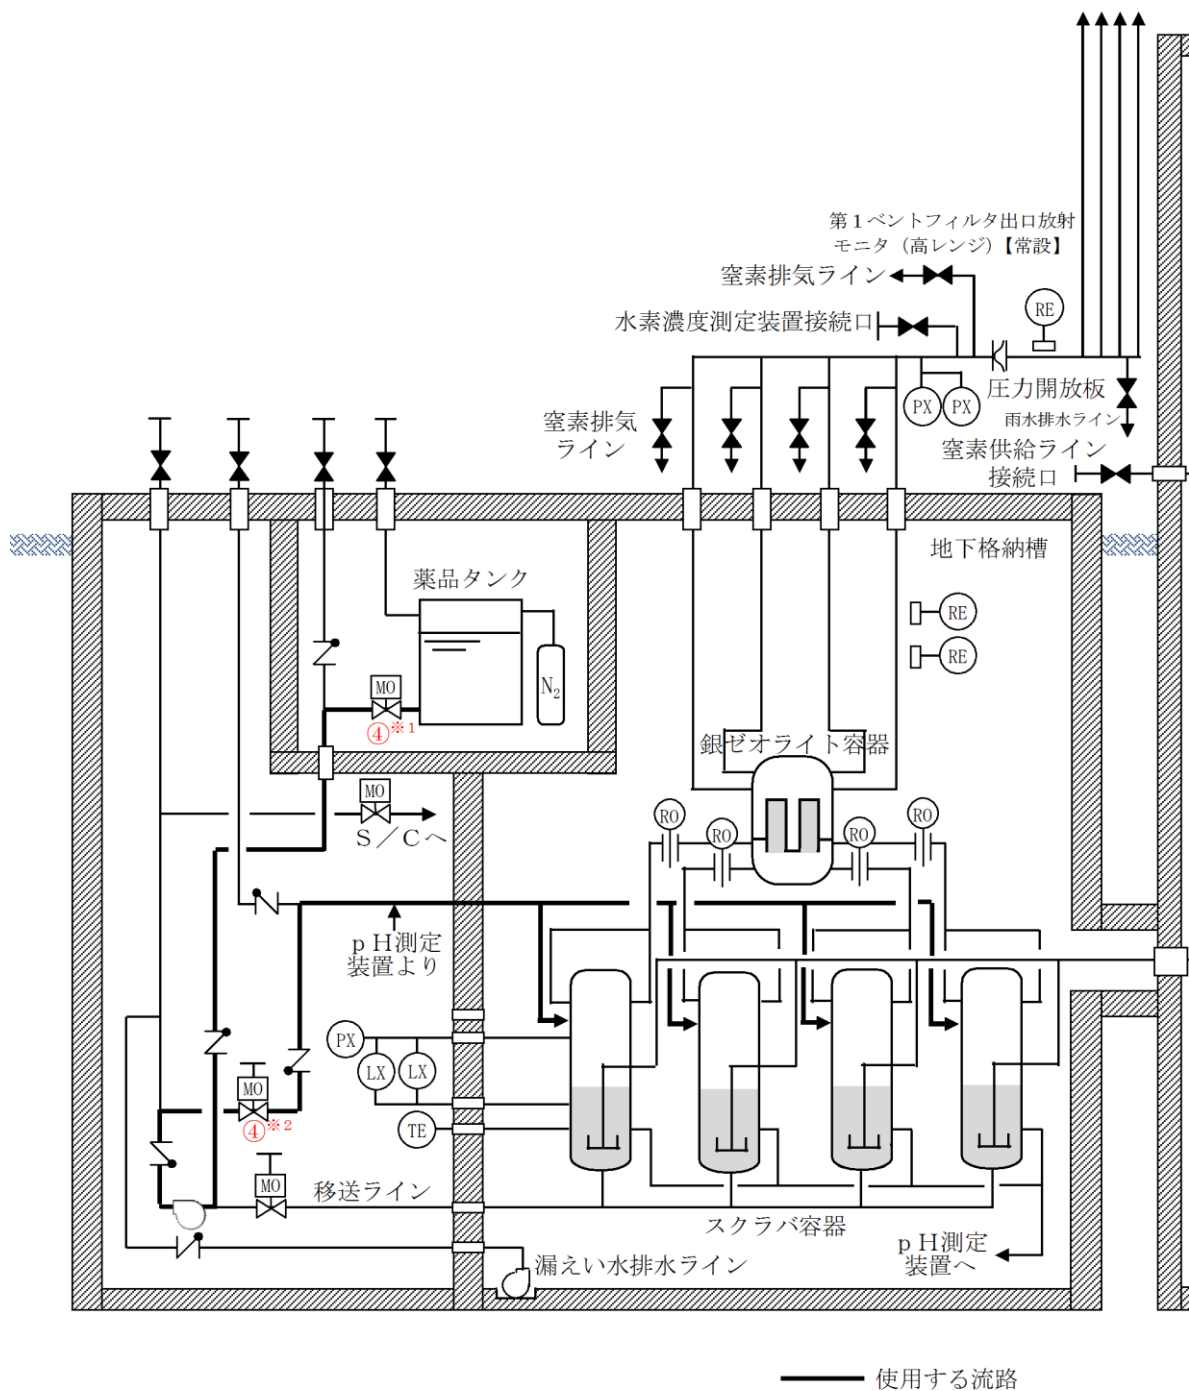 第1ベントフィルタ出口放射
モニタ（高レンジ）【常設】
窒素排気ライン
RE
水素濃度測定装置接続口
圧力開放板
PX
PX
雨水排水ライン
窒素排気
ライン
窒素供給ライン
接続口
地下格納槽
薬品タンク
RE
RE
N₂
MO
④※1
銀ゼオライト容器
MO
S／Cへ
RO
RO
RO
RO
pH測定
装置より
PX
LX
LX
MO
④※2
TE
MO
移送ライン
スクラバ容器
pH測定
装置へ
漏えい水排水ライン
使用する流路